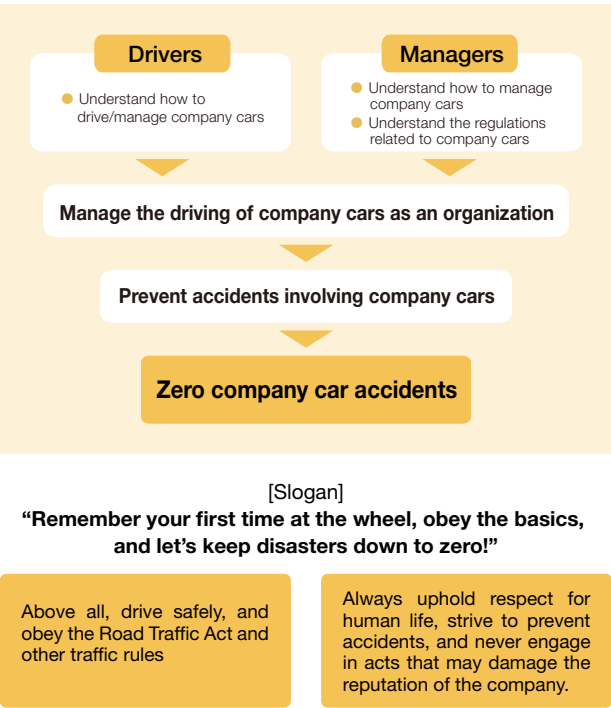 Drivers
Understand how to
drive/manage company cars
Managers
Understand how to manage
company cars
Understand the regulations
related to company cars
Manage the driving of company cars as an organization
Prevent accidents involving company cars
Zero company car accidents
[Slogan]
“Remember your first time at the wheel, obey the basics,
and let’s keep disasters down to zero!”
Above all, drive safely, and
obey the Road Traffic Act and
other traffic rules
Always uphold respect for
human life, strive to prevent
accidents, and never engage
in acts that may damage the
reputation of the company.